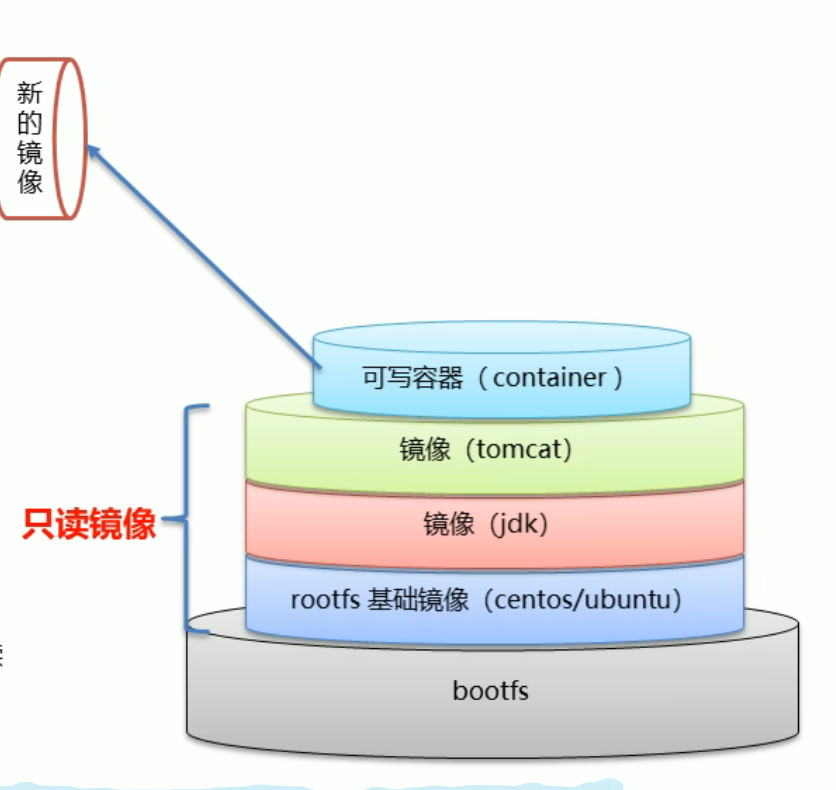 新
的
镜
像
可写容器（container）
镜像（tomcat）
镜像（jdk）
只读镜像
rootfs 基础镜像（centos/ubuntu）
bootfs